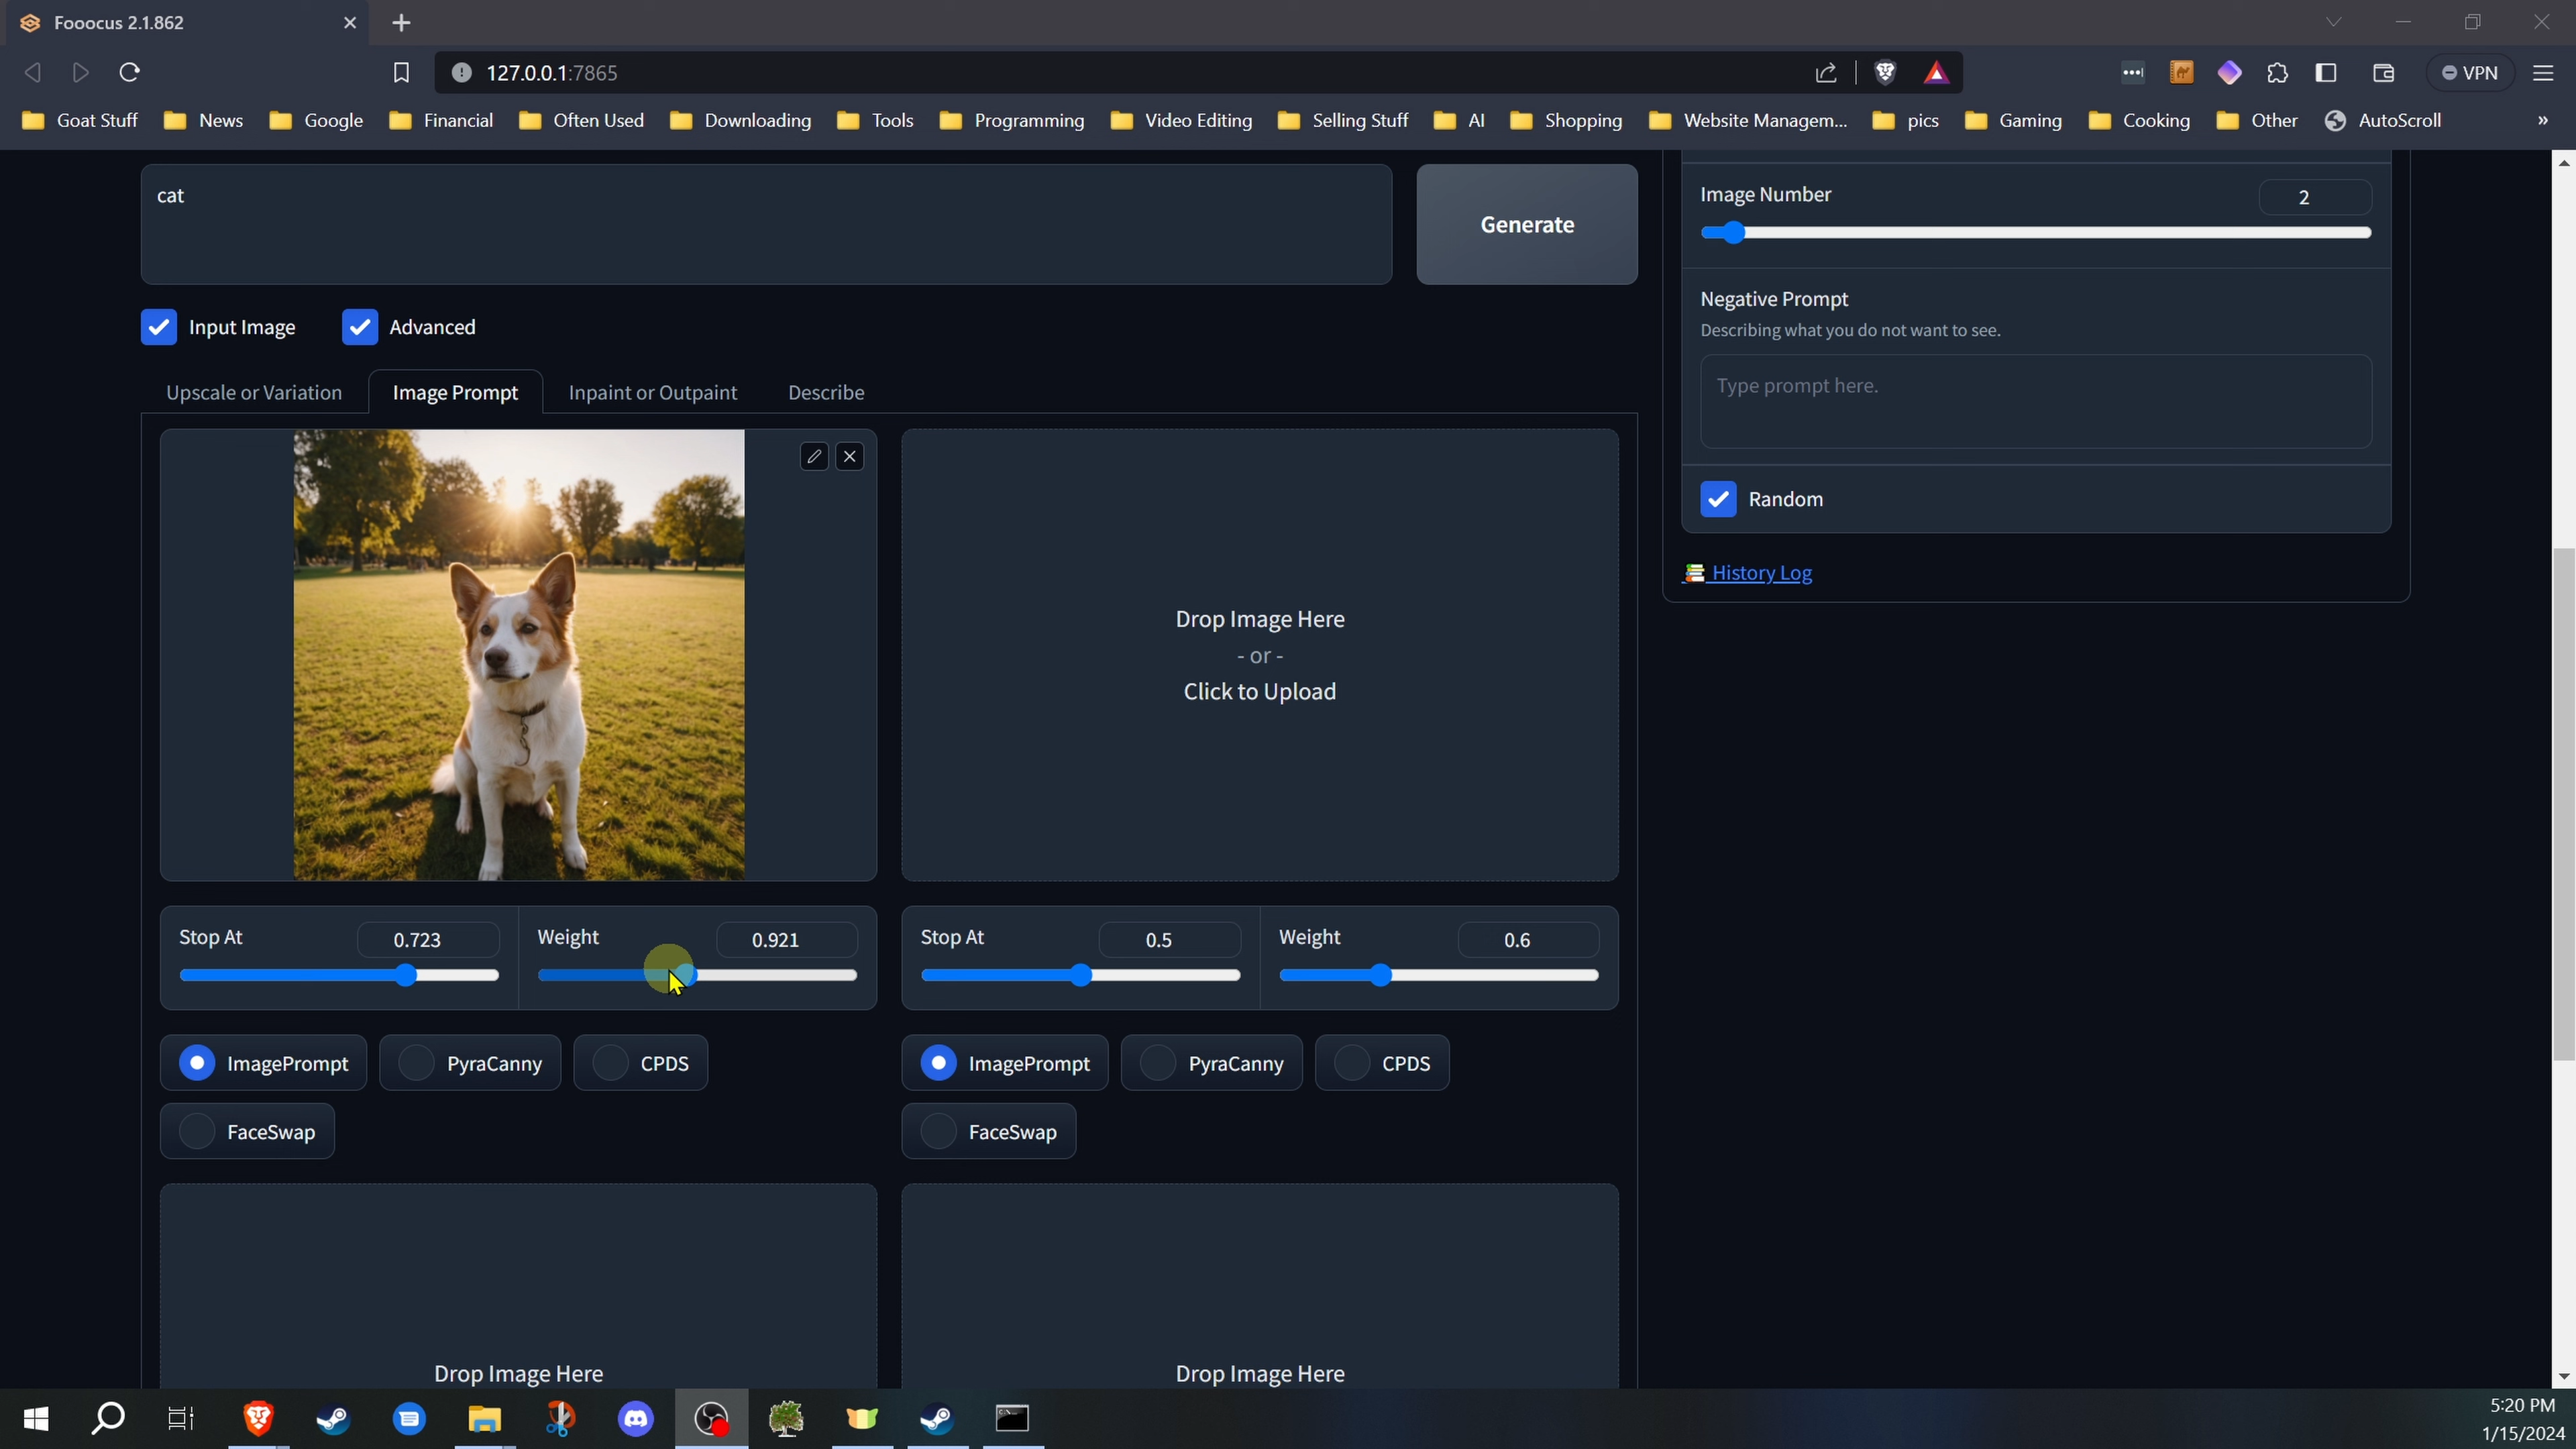 Fooocus 2.1.862
127.0.0.1:7865
VPN
Goat Stuff News Google Financial Often Used Downloading Tools Programming Video Editing Selling Stuff AI Shopping Website Managem... pics Gaming Cooking Other AutoScroll »
cat
Generate
Input Image Advanced
Upscale or Variation Image Prompt Inpaint or Outpaint Describe
Drop Image Here
- or -
Click to Upload
Stop At 0.723 Weight 0.921
Stop At 0.5 Weight 0.6
ImagePrompt PyraCanny CPDS
FaceSwap
ImagePrompt PyraCanny CPDS
FaceSwap
Drop Image Here
Drop Image Here
Image Number 2
Negative Prompt
Describing what you do not want to see.
Type prompt here.
Random
History Log
5:20 PM
1/15/2024